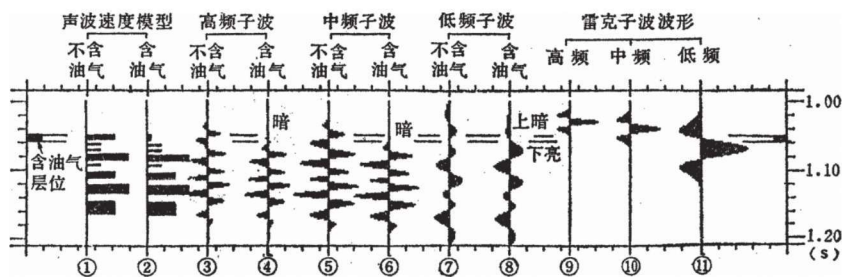 声波速度模型 高频子波 中频子波 低频子波 雷克子波波形
不含油气 含油气 不含油气 含油气 不含油气 含油气 不含油气 含油气 高频 中频 低频
1.00
暗 暗 上暗
下亮
含油气层位
1.10
1.20
(s)
① ② ③ ④ ⑤ ⑥ ⑦ ⑧ ⑨ ⑩ ⑪